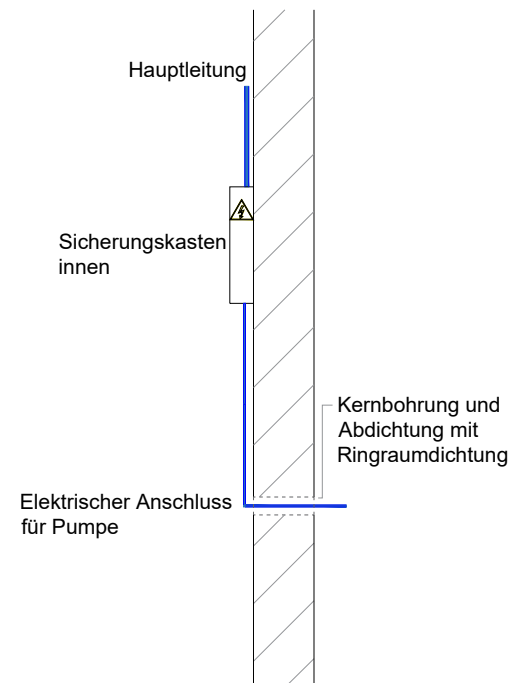 Hauptleitung
Sicherungskasten
innen
Kernbohrung und
Abdichtung mit
Ringraumdichtung
Elektrischer Anschluss
für Pumpe